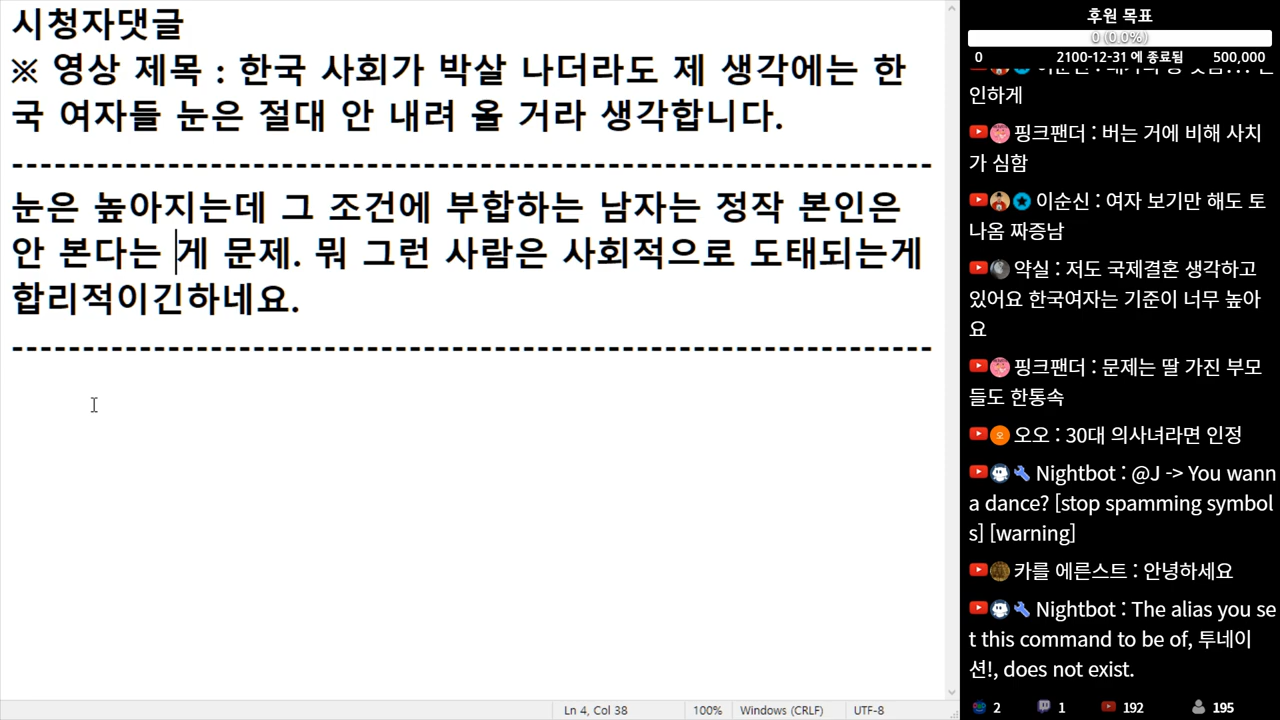 시청자댓글
※ 영상 제목 : 한국 사회가 박살 나더라도 제 생각에는 한
국 여자들 눈은 절대 안 내려 올 거라 생각합니다.
-----------------------------------------------------------------
눈은 높아지는데 그 조건에 부합하는 남자는 정작 본인은
안 본다는 게 문제. 뭐 그런 사람은 사회적으로 도태되는게
합리적이긴하네요.
-----------------------------------------------------------------
Ln 4, Col 38
100%
Windows (CRLF)
UTF-8
후원 목표
0 (0.0%)
0
2100-12-31 에 종료됨
500,000
인하게
핑크팬더 : 버는 거에 비해 사치
가 심함
이순신 : 여자 보기만 해도 토
나옴 짜증남
약실 : 저도 국제결혼 생각하고
있어요 한국여자는 기준이 너무 높아
요
핑크팬더 : 문제는 딸 가진 부모
들도 한통속
오 오오 : 30대 의사녀라면 인정
Nightbot : @J -> You wann
a dance? [stop spamming symbol
s] [warning]
카를 에른스트 : 안녕하세요
Nightbot : The alias you se
t this command to be of, 투네이
션!, does not exist.
2
1
192
195